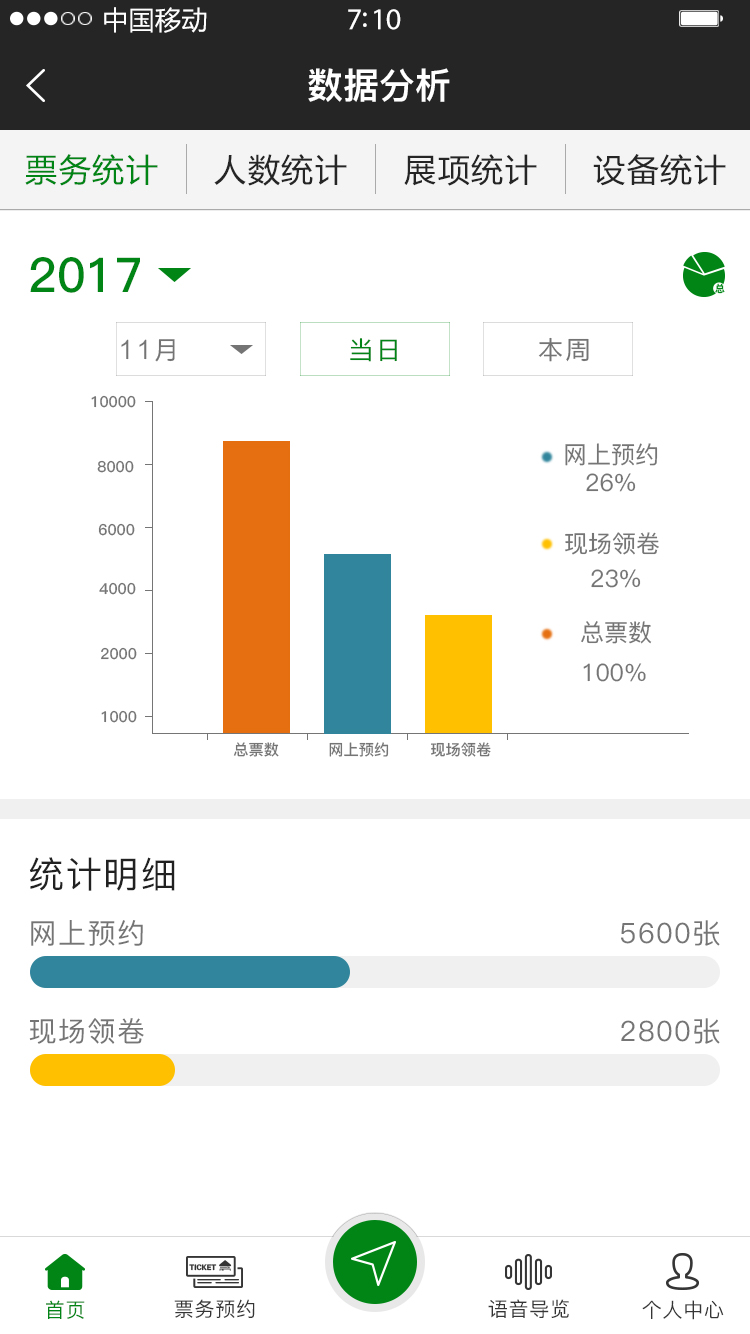 中国移动 7:10
数据分析
票务统计 人数统计 展项统计 设备统计
2017
总
11月 当日 本周
10000
8000
6000
4000
2000
1000
总票数 网上预约 现场领卷
网上预约
26%
现场领卷
23%
总票数
100%
统计明细
网上预约 5600张
现场领卷 2800张
TICKET
首页 票务预约 语音导览 个人中心